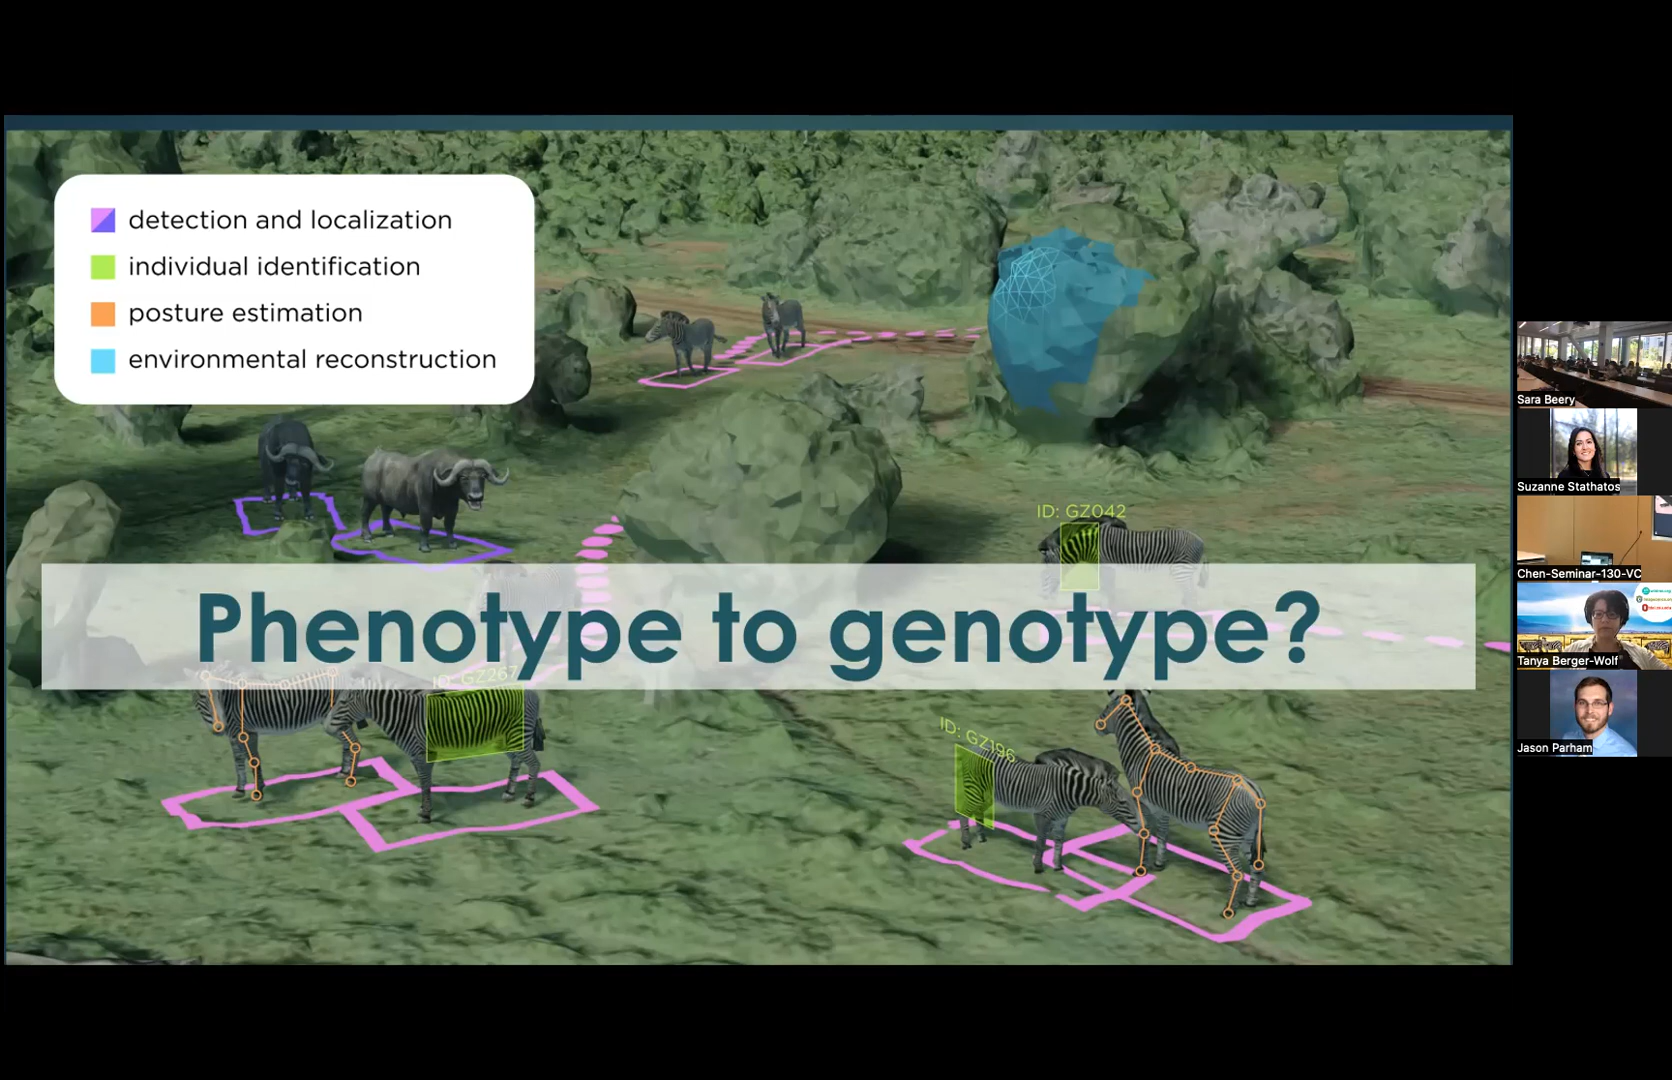 detection and localization
individual identification
posture estimation
environmental reconstruction
ID: GZ042
Phenotype to genotype?
ID: GZ267
ID: GZ196
Sara Beery
Suzanne Stathatos
Chen-Seminar-130-VC
Tanya Berger-Wolf
Jason Parham